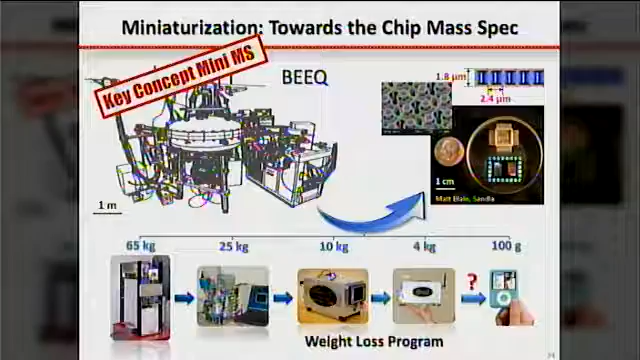 Miniaturization: Towards the Chip Mass Spec
Key Concept Mini MS
BEEQ
1.8 µm
2.4 µm
1 cm
Matt Blain, Sandia
1 m
65 kg
25 kg
10 kg
4 kg
100 g
?
Weight Loss Program